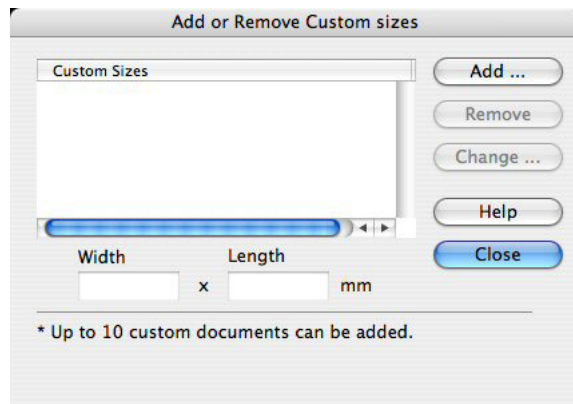 Add or Remove Custom sizes
Custom Sizes
Add ...
Remove
Change ...
Help
Close
Width Length
x mm
* Up to 10 custom documents can be added.